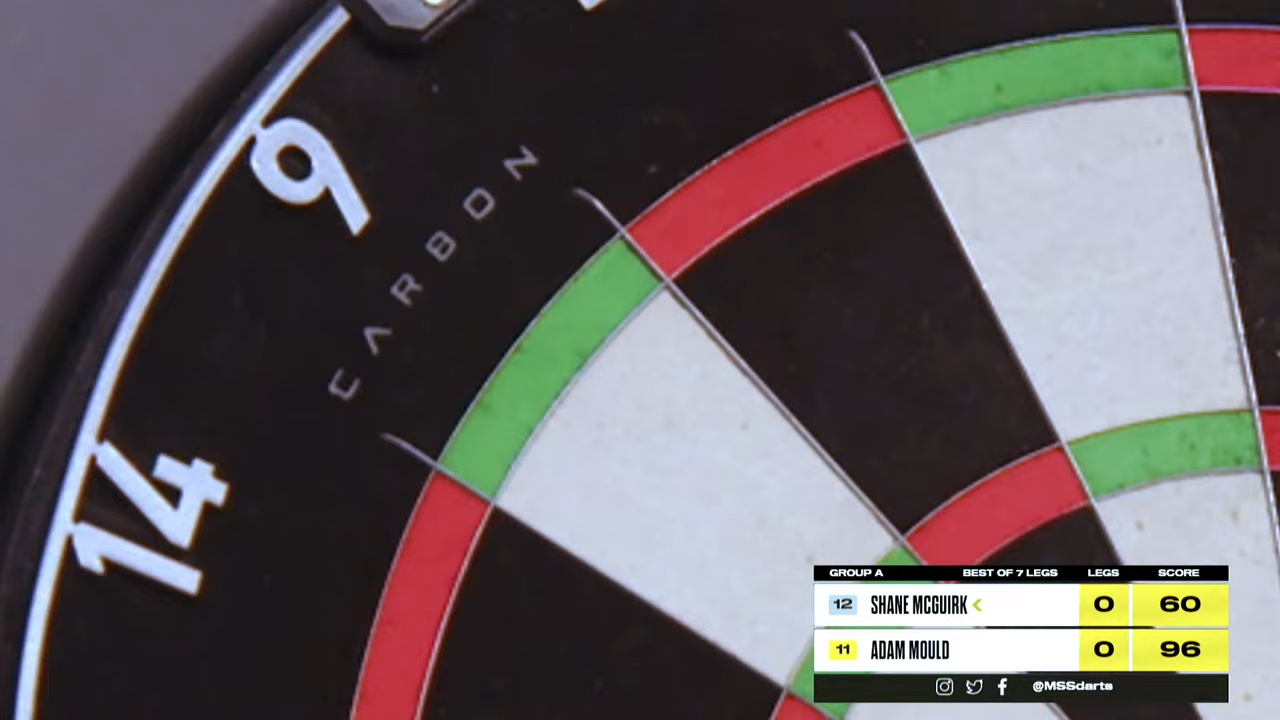 9
CARBON
14
GROUP A BEST OF 7 LEGS LEGS SCORE
12 SHANE MCGUIRK < 0 60
11 ADAM MOULD 0 96
@MSSdarts